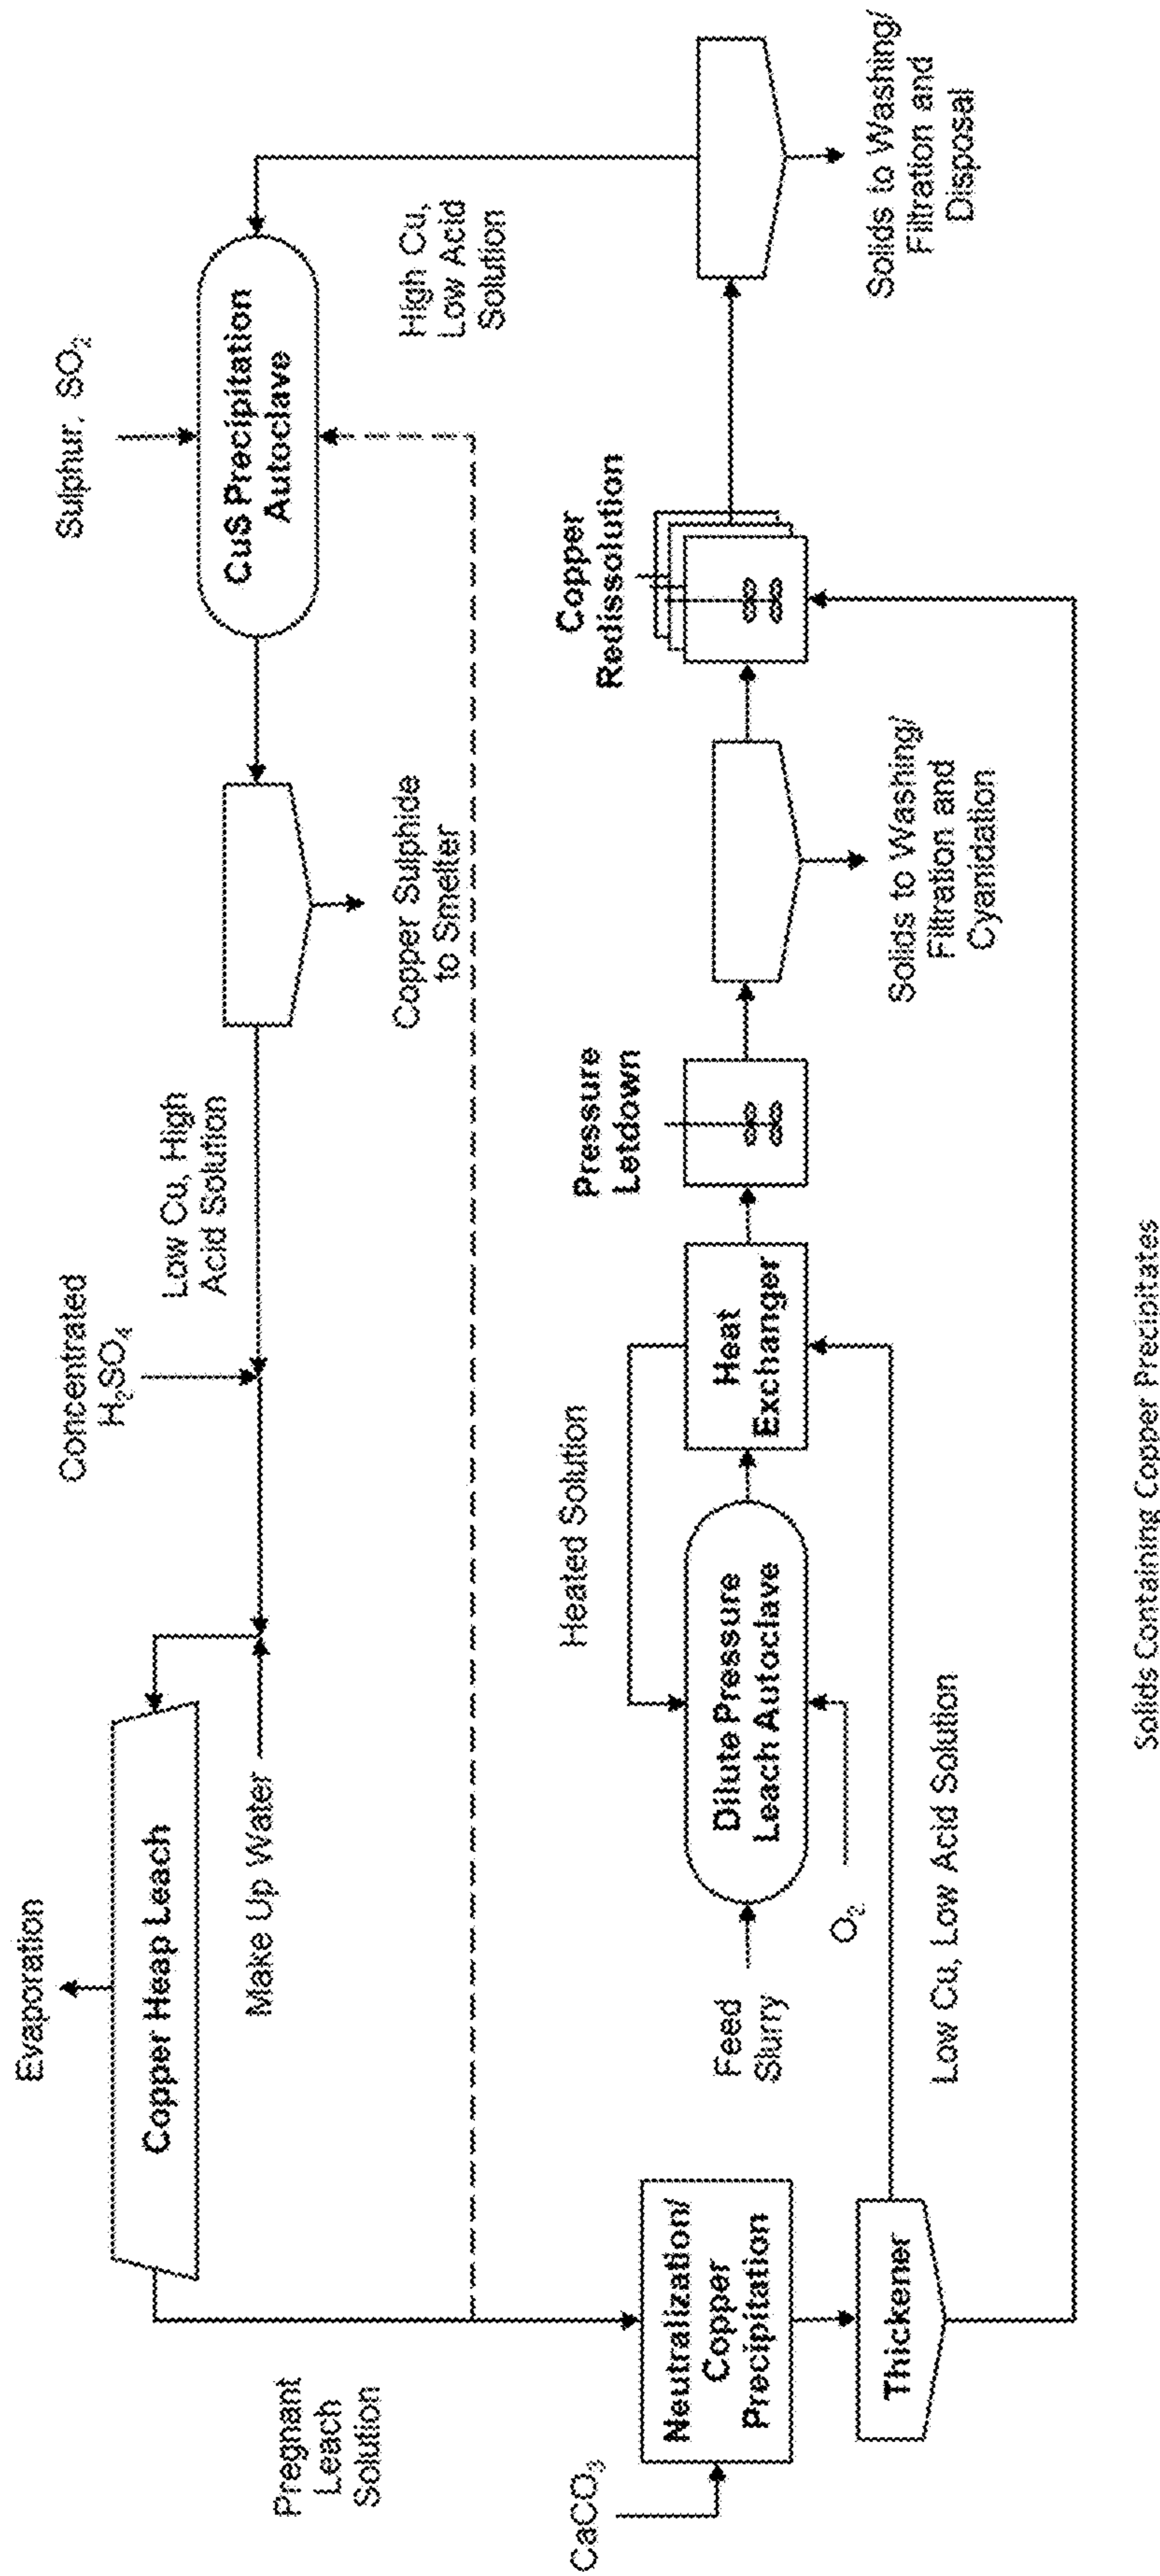 Evaporation
Copper Heap Leach
Make Up Water
Concentrated
H₂SO₄
Low Cu, High
Acid Solution
Copper Sulphide
to Smelter
Sulphur, SO₂
CuS Precipitation
Autoclave
High Cu,
Low Acid
Solution
Pregnant
Leach
Solution
CaCO₃
Neutralization/
Copper
Precipitation
Thickener
Feed
Slurry
O₂
Dilute Pressure
Leach Autoclave
Heated Solution
Heat
Exchanger
Low Cu, Low Acid Solution
Pressure
Letdown
Solids to Washing/
Filtration and
Cyanidation
Copper
Redissolution
Solids to Washing/
Filtration and
Disposal
Solids Containing Copper Precipitates